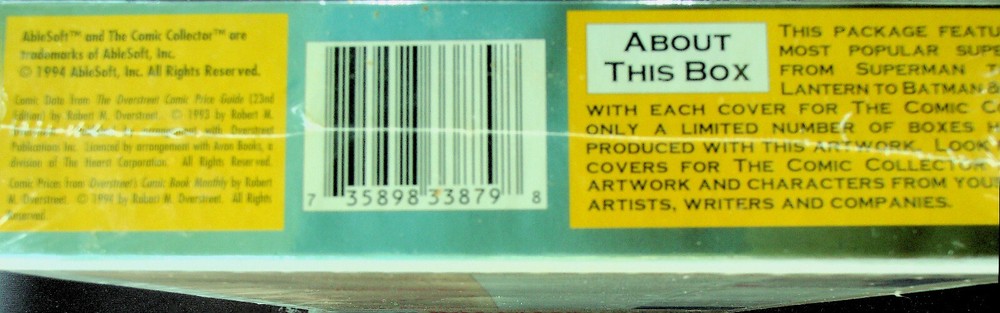 AbleSoft™ and The Comic Collector™ are
trademarks of AbleSoft, Inc.
© 1994 AbleSoft, Inc. All Rights Reserved.
Comic Data from The Overstreet Comic Price Guide (23rd
Edition) by Robert M. Overstreet. © 1993 by Robert M.
arrangement with Overstreet
Publications Inc. Licensed by arrangement with Avon Books, a
division of The Hearst Corporation. All Rights Reserved.
Comic Prices from Overstreet's Comic Book Monthly by Robert
M. Overstreet. © 1994 by Robert M. Overstreet. All Rights
Reserved.
7 35898 33879 8
ABOUT
THIS BOX
THIS PACKAGE FEATU
MOST POPULAR SUPE
FROM SUPERMAN T
LANTERN TO BATMAN
WITH EACH COVER FOR THE COMIC C
ONLY A LIMITED NUMBER OF BOXES
PRODUCED WITH THIS ARTWORK. LOOK
COVERS FOR THE COMIC COLLECTOR
ARTWORK AND CHARACTERS FROM YOU
ARTISTS, WRITERS AND COMPANIES.